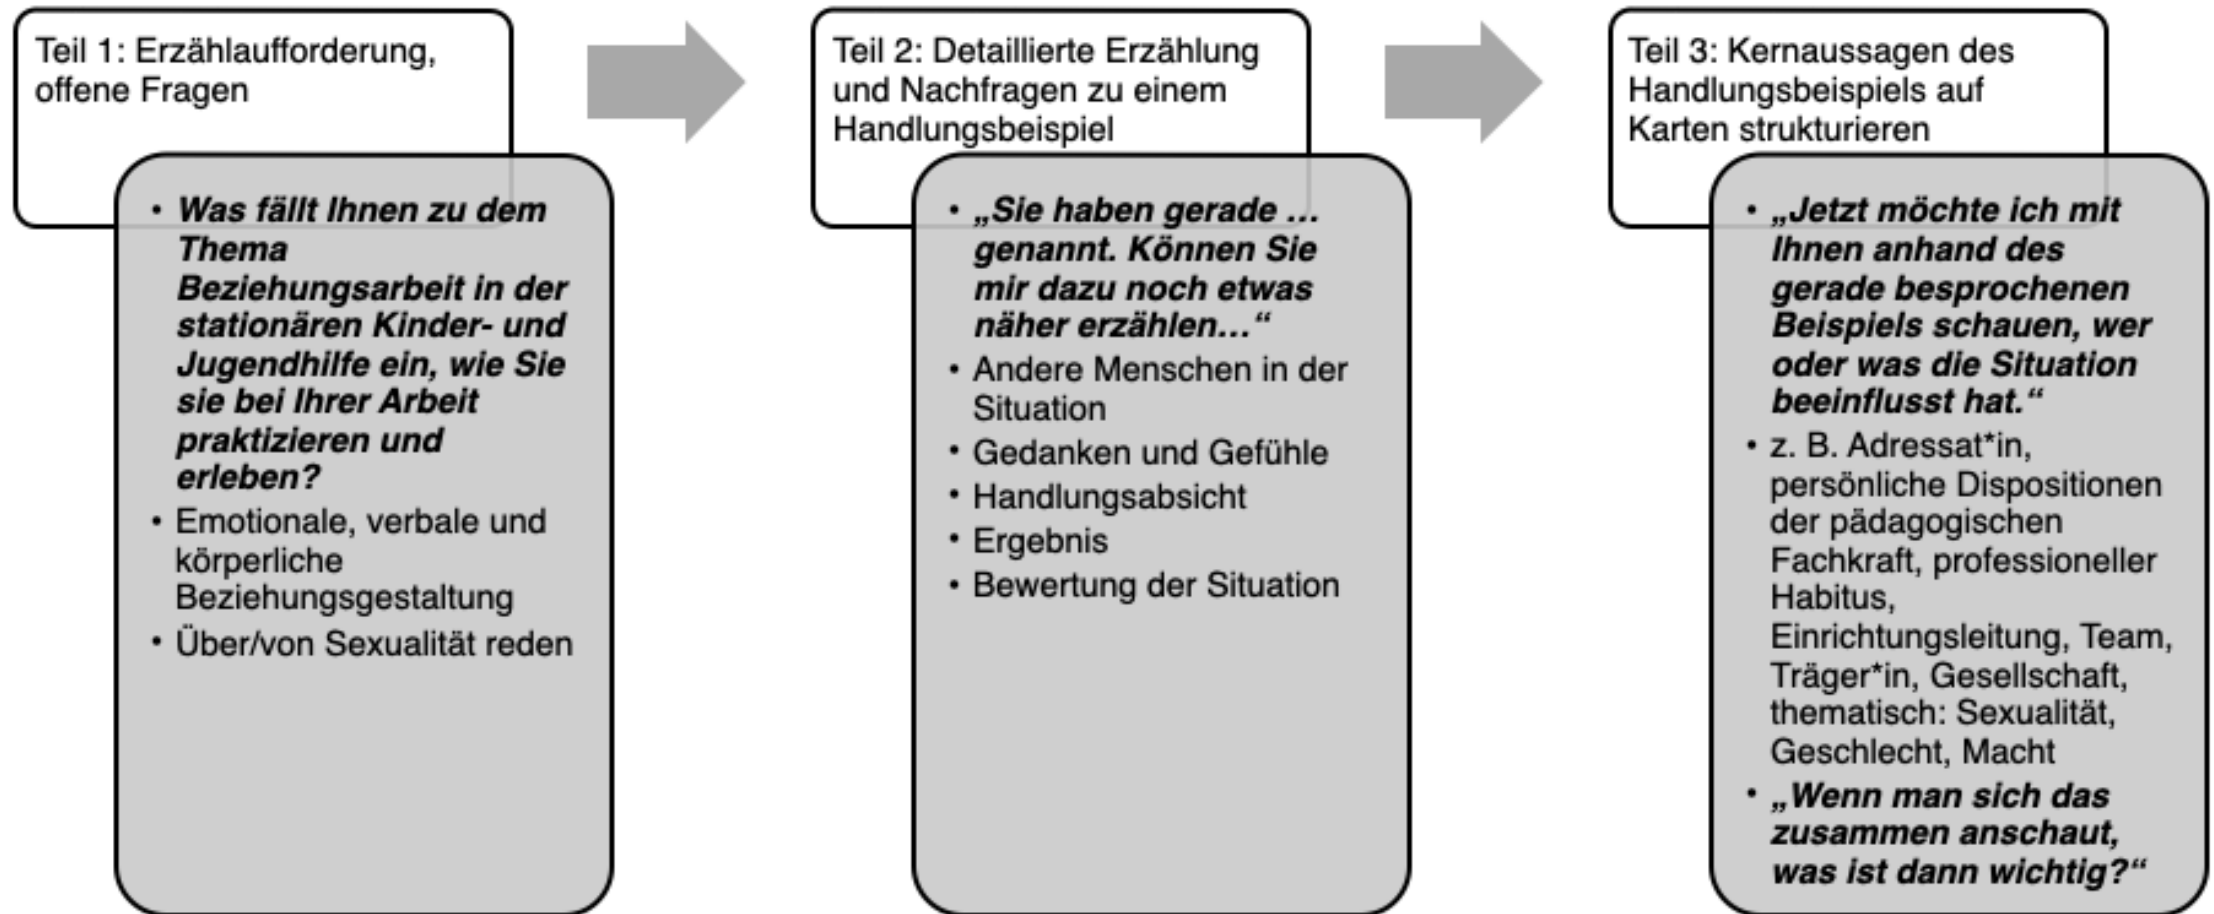 Teil 1: Erzählaufforderung,
offene Fragen
• Was fällt Ihnen zu dem
Thema
Beziehungsarbeit in der
stationären Kinder- und
Jugendhilfe ein, wie Sie
sie bei Ihrer Arbeit
praktizieren und
erleben?
• Emotionale, verbale und
körperliche
Beziehungsgestaltung
• Über/von Sexualität reden
Teil 2: Detaillierte Erzählung
und Nachfragen zu einem
Handlungsbeispiel
• „Sie haben gerade …
genannt. Können Sie
mir dazu noch etwas
näher erzählen…“
• Andere Menschen in der
Situation
• Gedanken und Gefühle
• Handlungsabsicht
• Ergebnis
• Bewertung der Situation
Teil 3: Kernaussagen des
Handlungsbeispiels auf
Karten strukturieren
• „Jetzt möchte ich mit
Ihnen anhand des
gerade besprochenen
Beispiels schauen, wer
oder was die Situation
beeinflusst hat.“
• z. B. Adressat*in,
persönliche Dispositionen
der pädagogischen
Fachkraft, professioneller
Habitus,
Einrichtungsleitung, Team,
Träger*in, Gesellschaft,
thematisch: Sexualität,
Geschlecht, Macht
• „Wenn man sich das
zusammen anschaut,
was ist dann wichtig?“